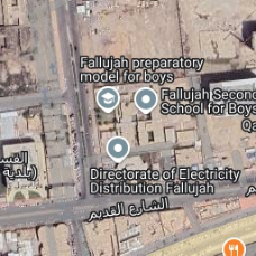 Fallujah preparatory
model for boys
Fallujah Second
School for Boys
Directorate of Electricity
Distribution Fallujah
الشارع القديم